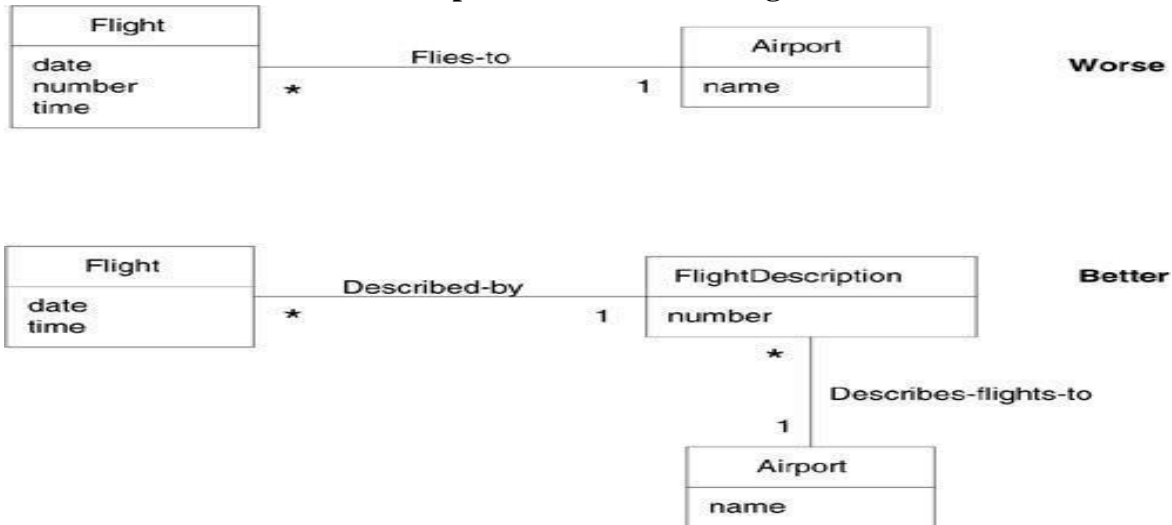 Flight
date
number
time
Flies-to
*
1
Airport
name
Worse
Flight
date
time
Described-by
*
1
FlightDescription
number
Better
*
Describes-flights-to
1
Airport
name